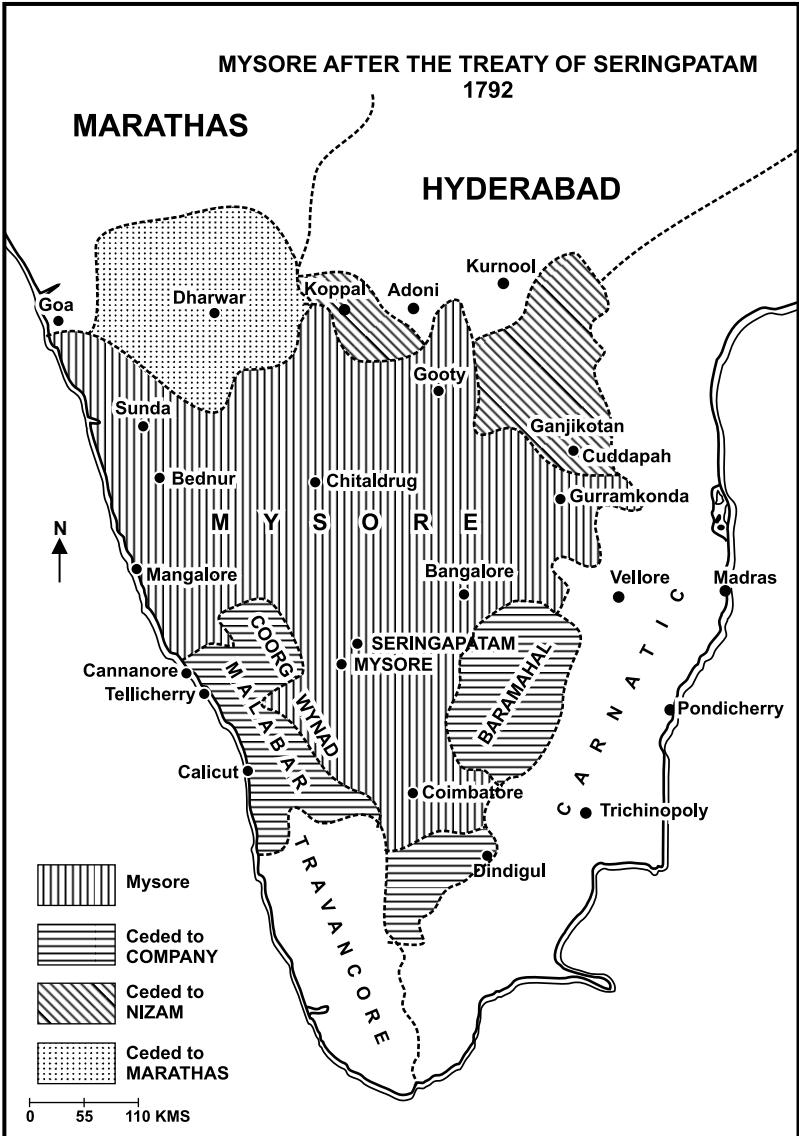 MYSORE AFTER THE TREATY OF SERINGPATAM
1792
MARATHAS
HYDERABAD
Kurnool
Koppal
Adoni
Goa
Dharwar
Gooty
Sunda
Ganjikotan
Cuddapah
Bednur
Chitaldrug
Gurramkonda
MYSORE
N
Mangalore
Bangalore
Vellore
Madras
COORG
SERINGAPATAM
MYSORE
BARAMAHAL
CARNATIC
Cannanore
Tellicherry
MALABAR
WYNAD
Pondicherry
Calicut
Coimbatore
Trichinopoly
Dindigul
TRAVANCORE
Mysore
Ceded to
COMPANY
Ceded to
NIZAM
Ceded to
MARATHAS
0 55 110 KMS